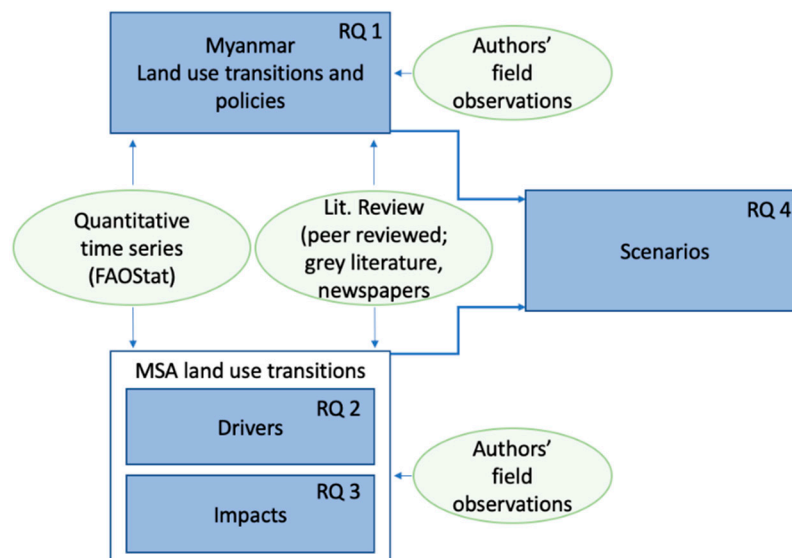 RQ 1
Myanmar
Land use transitions and
policies
Authors'
field
observations
Quantitative
time series
(FAOStat)
Lit. Review
(peer reviewed;
grey literature,
newspapers
RQ 4
Scenarios
MSA land use transitions
RQ 2
Drivers
RQ 3
Impacts
Authors'
field
observations